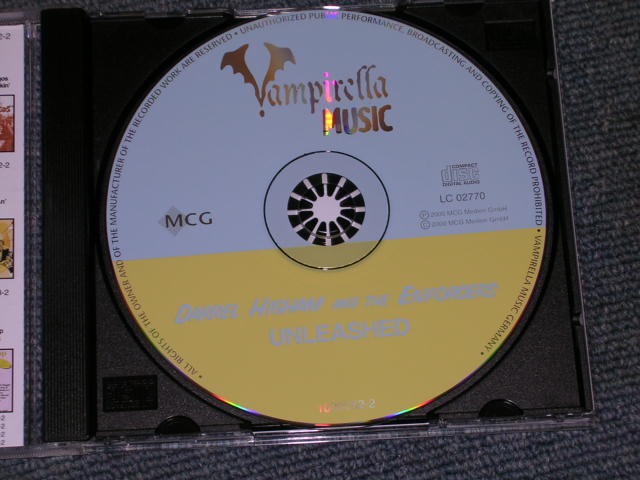 Vampirella
MUSIC
MCG
COMPACT
disc
DIGITAL AUDIO
LC 02770
Ⓟ 2000 MCG Medien GmbH
© 2000 MCG Medien GmbH
DARREL HIGHAM AND THE ENFORCERS
UNLEASHED
• ALL RIGHTS OF THE OWNER AND OF THE MANUFACTURER OF THE RECORDED WORK ARE RESERVED • UNAUTHORIZED PUBLIC PERFORMANCE, BROADCASTING AND COPYING OF THE RECORD PROHIBITED • VAMPIRELLA MUSIC GERMANY •